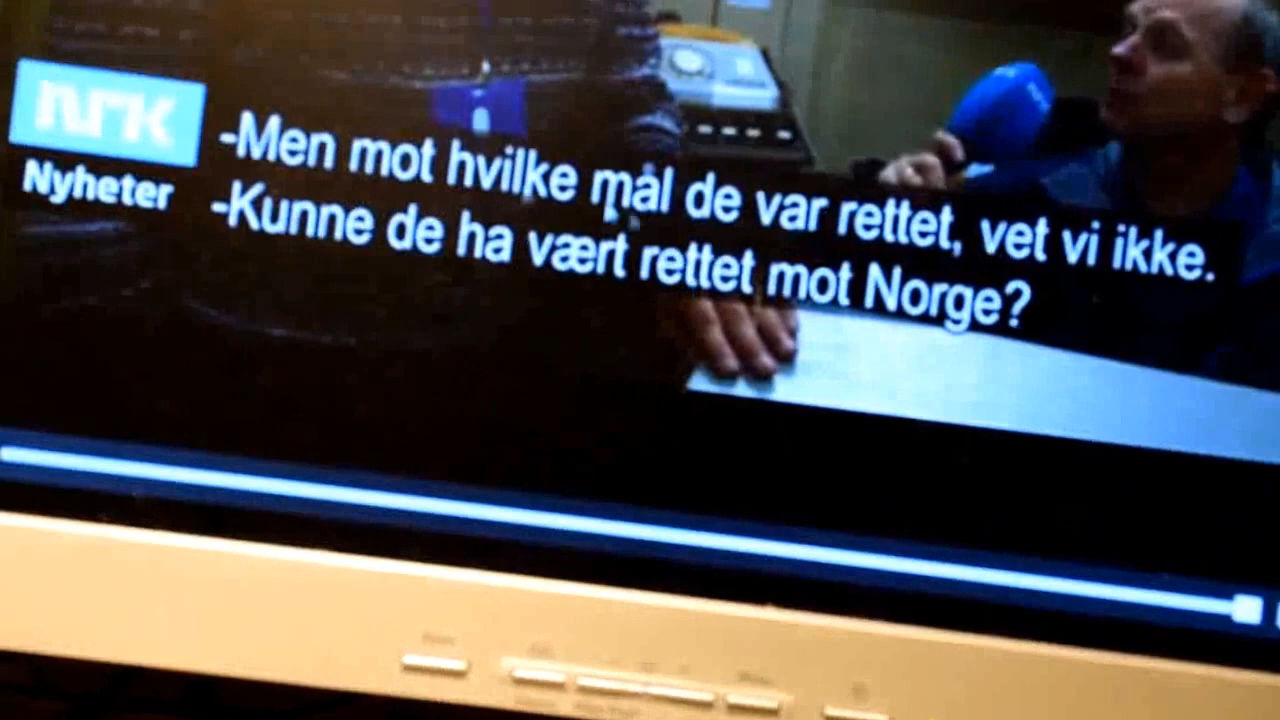 NRK
Nyheter
-Men mot hvilke mål de var rettet, vet vi ikke.
-Kunne de ha vært rettet mot Norge?